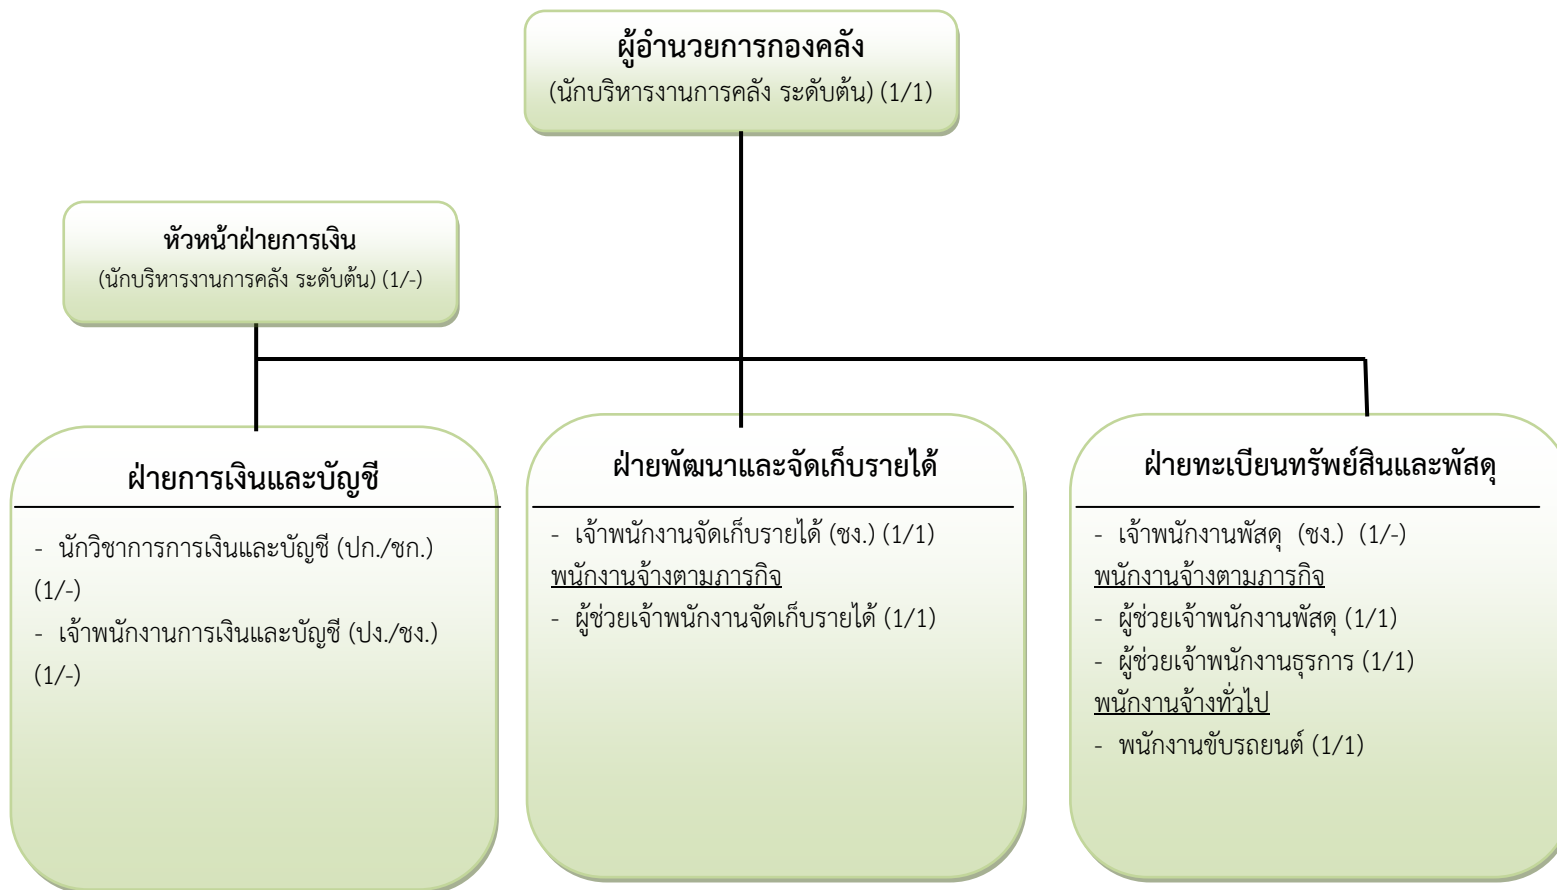 ผู้อำนวยการกองคลัง
(นักบริหารงานการคลัง ระดับต้น) (1/1)
หัวหน้าฝ่ายการเงิน
(นักบริหารงานการคลัง ระดับต้น) (1/-)
ฝ่ายการเงินและบัญชี
- นักวิชาการการเงินและบัญชี (ปก./ชก.)
(1/-)
- เจ้าพนักงานการเงินและบัญชี (ปง./ชง.)
(1/-)
ฝ่ายพัฒนาและจัดเก็บรายได้
- เจ้าพนักงานจัดเก็บรายได้ (ชง.) (1/1)
พนักงานจ้างตามภารกิจ
- ผู้ช่วยเจ้าพนักงานจัดเก็บรายได้ (1/1)
ฝ่ายทะเบียนทรัพย์สินและพัสดุ
- เจ้าพนักงานพัสดุ (ชง.) (1/-)
พนักงานจ้างตามภารกิจ
- ผู้ช่วยเจ้าพนักงานพัสดุ (1/1)
- ผู้ช่วยเจ้าพนักงานธุรการ (1/1)
พนักงานจ้างทั่วไป
- พนักงานขับรถยนต์ (1/1)